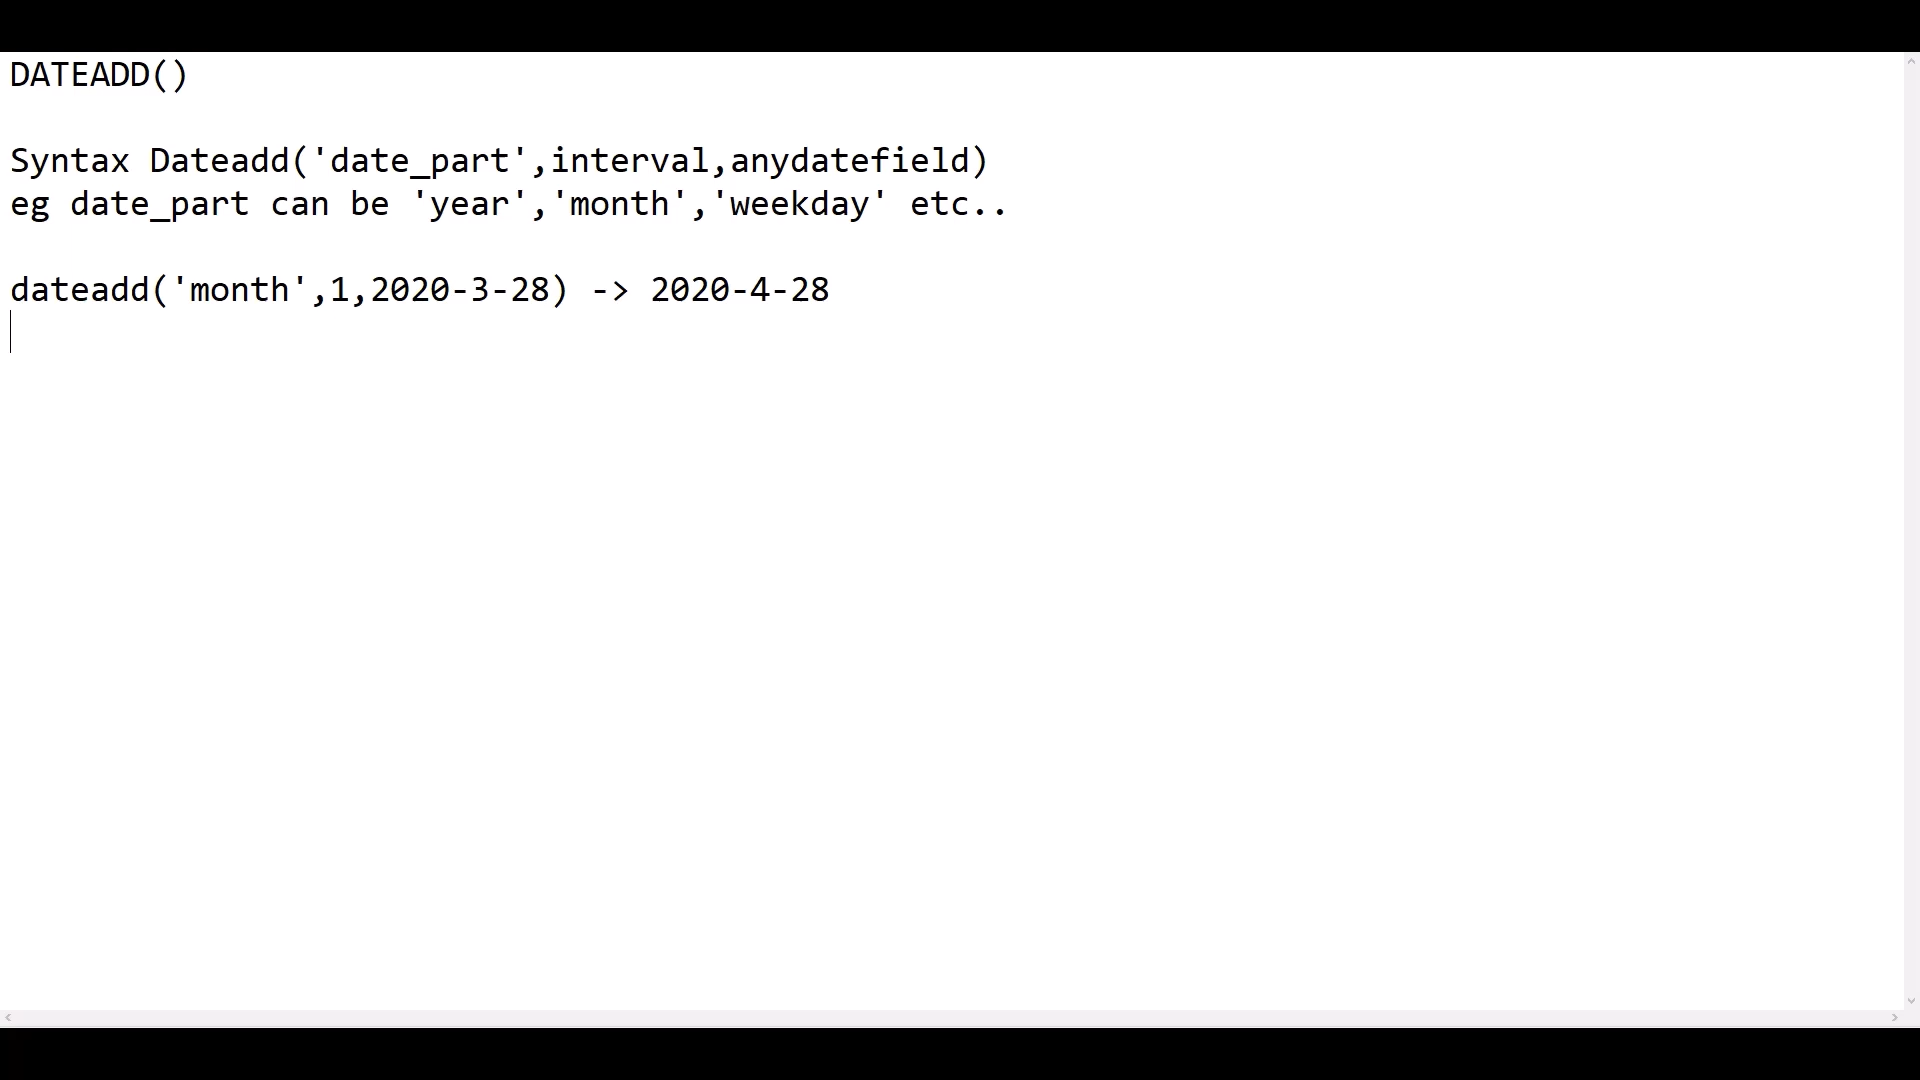 DATEADD()
Syntax Dateadd('date_part',interval,anydatefield)
eg date_part can be 'year','month','weekday' etc..
dateadd('month',1,2020-3-28) -> 2020-4-28